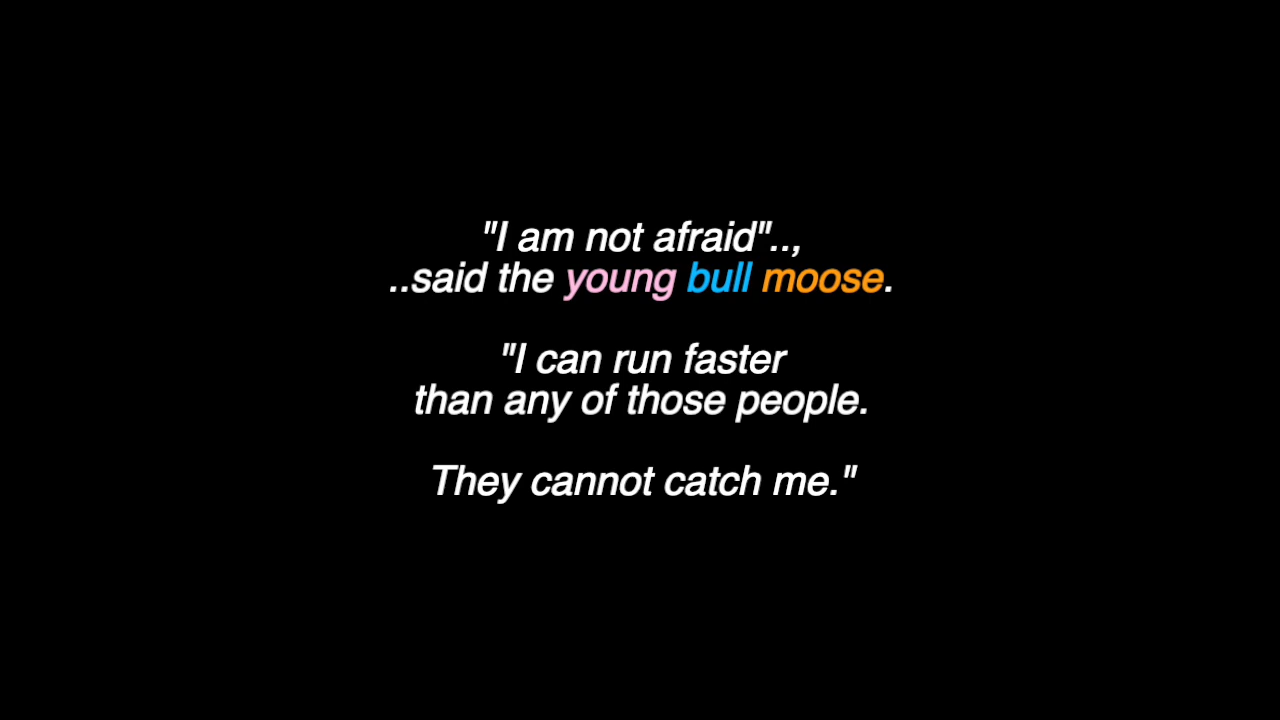 "I am not afraid"..,
..said the young bull moose.
"I can run faster
than any of those people.
They cannot catch me."